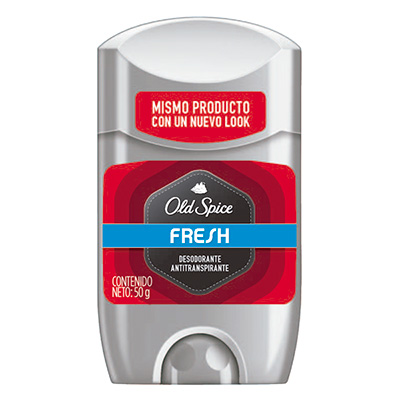 MISMO PRODUCTO
CON UN NUEVO LOOK
Old Spice
FRESH
DESODORANTE
ANTITRANSPIRANTE
CONTENIDO
NETO: 50 g